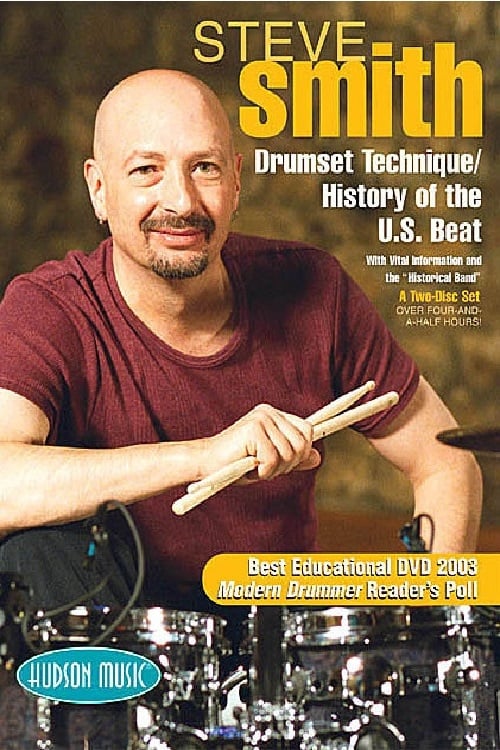 STEVE
smith
Drumset Technique/
History of the
U.S. Beat
With Vital Information and
the "Historical Band"
A Two-Disc Set
OVER FOUR-AND-
A-HALF HOURS!
Best Educational DVD 2003
Modern Drummer Reader's Poll
HUDSON MUSIC